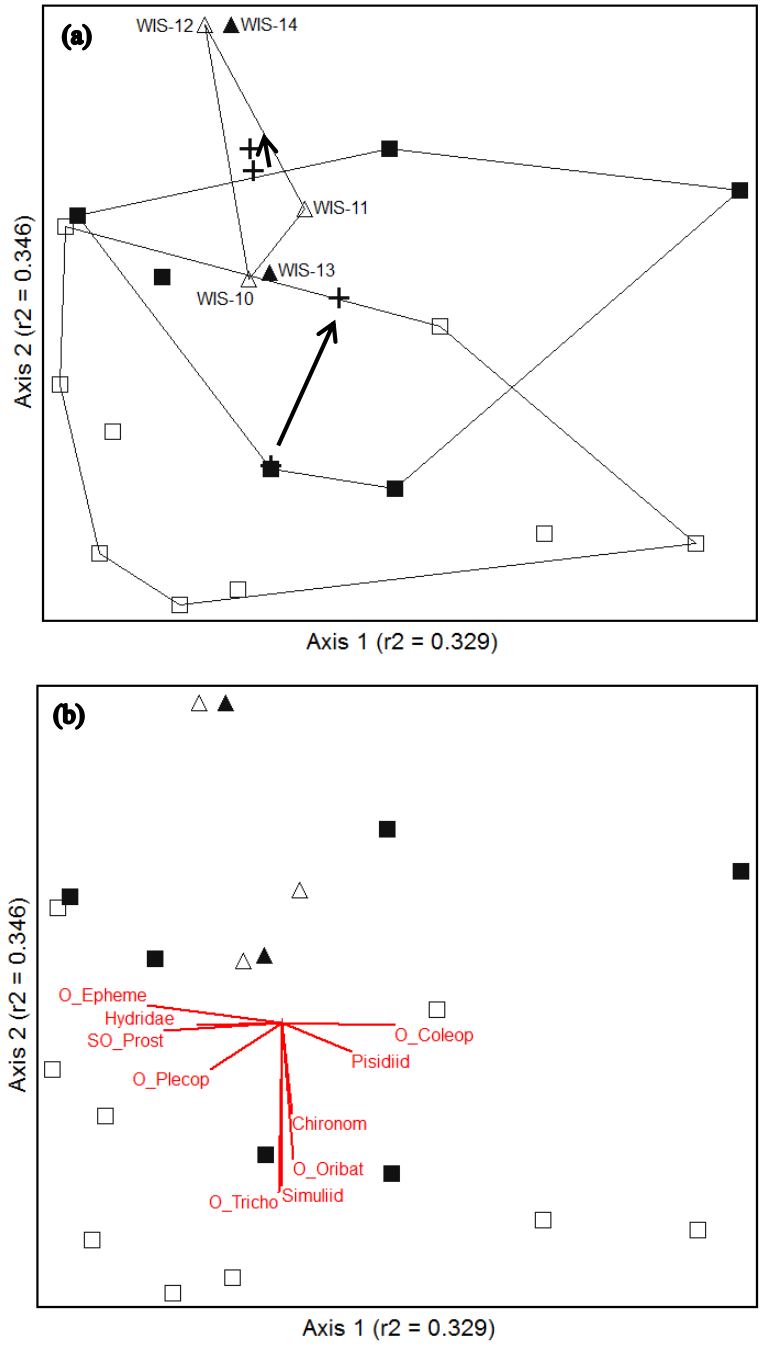 (a)
WIS-12
WIS-14
WIS-11
WIS-13
WIS-10
Axis 2 (r2 = 0.346)
Axis 1 (r2 = 0.329)
(b)
O_Epheme
Hydridae
SO_Prost
O_Coleop
Pisidiid
O_Plecop
Chironom
O_Oribat
O_Tricho
Simuliid
Axis 2 (r2 = 0.346)
Axis 1 (r2 = 0.329)